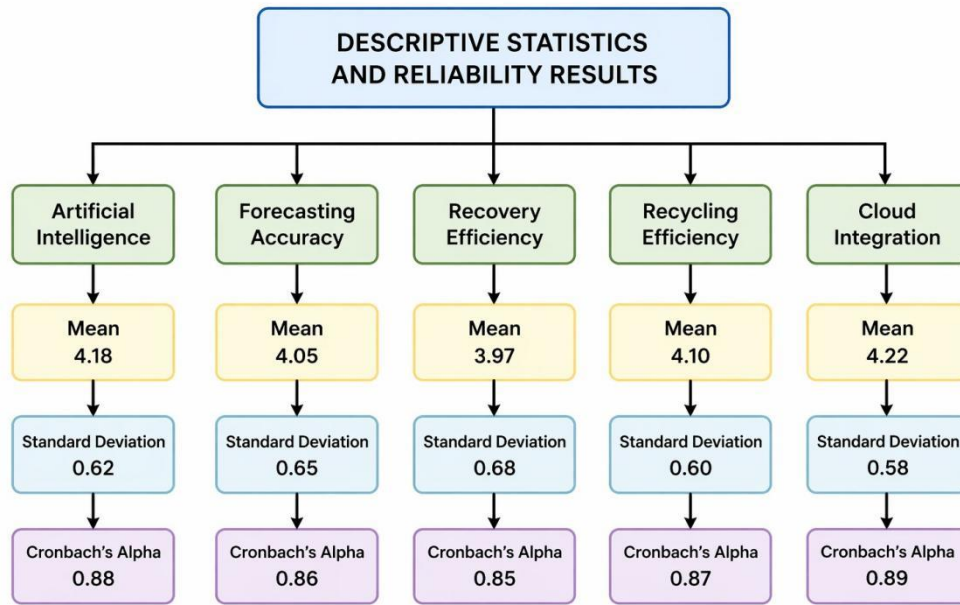 DESCRIPTIVE STATISTICS
AND RELIABILITY RESULTS
Artificial
Intelligence
Forecasting
Accuracy
Recovery
Efficiency
Recycling
Efficiency
Cloud
Integration
Mean
4.18
Mean
4.05
Mean
3.97
Mean
4.10
Mean
4.22
Standard Deviation
0.62
Standard Deviation
0.65
Standard Deviation
0.68
Standard Deviation
0.60
Standard Deviation
0.58
Cronbach's Alpha
0.88
Cronbach's Alpha
0.86
Cronbach's Alpha
0.85
Cronbach's Alpha
0.87
Cronbach's Alpha
0.89